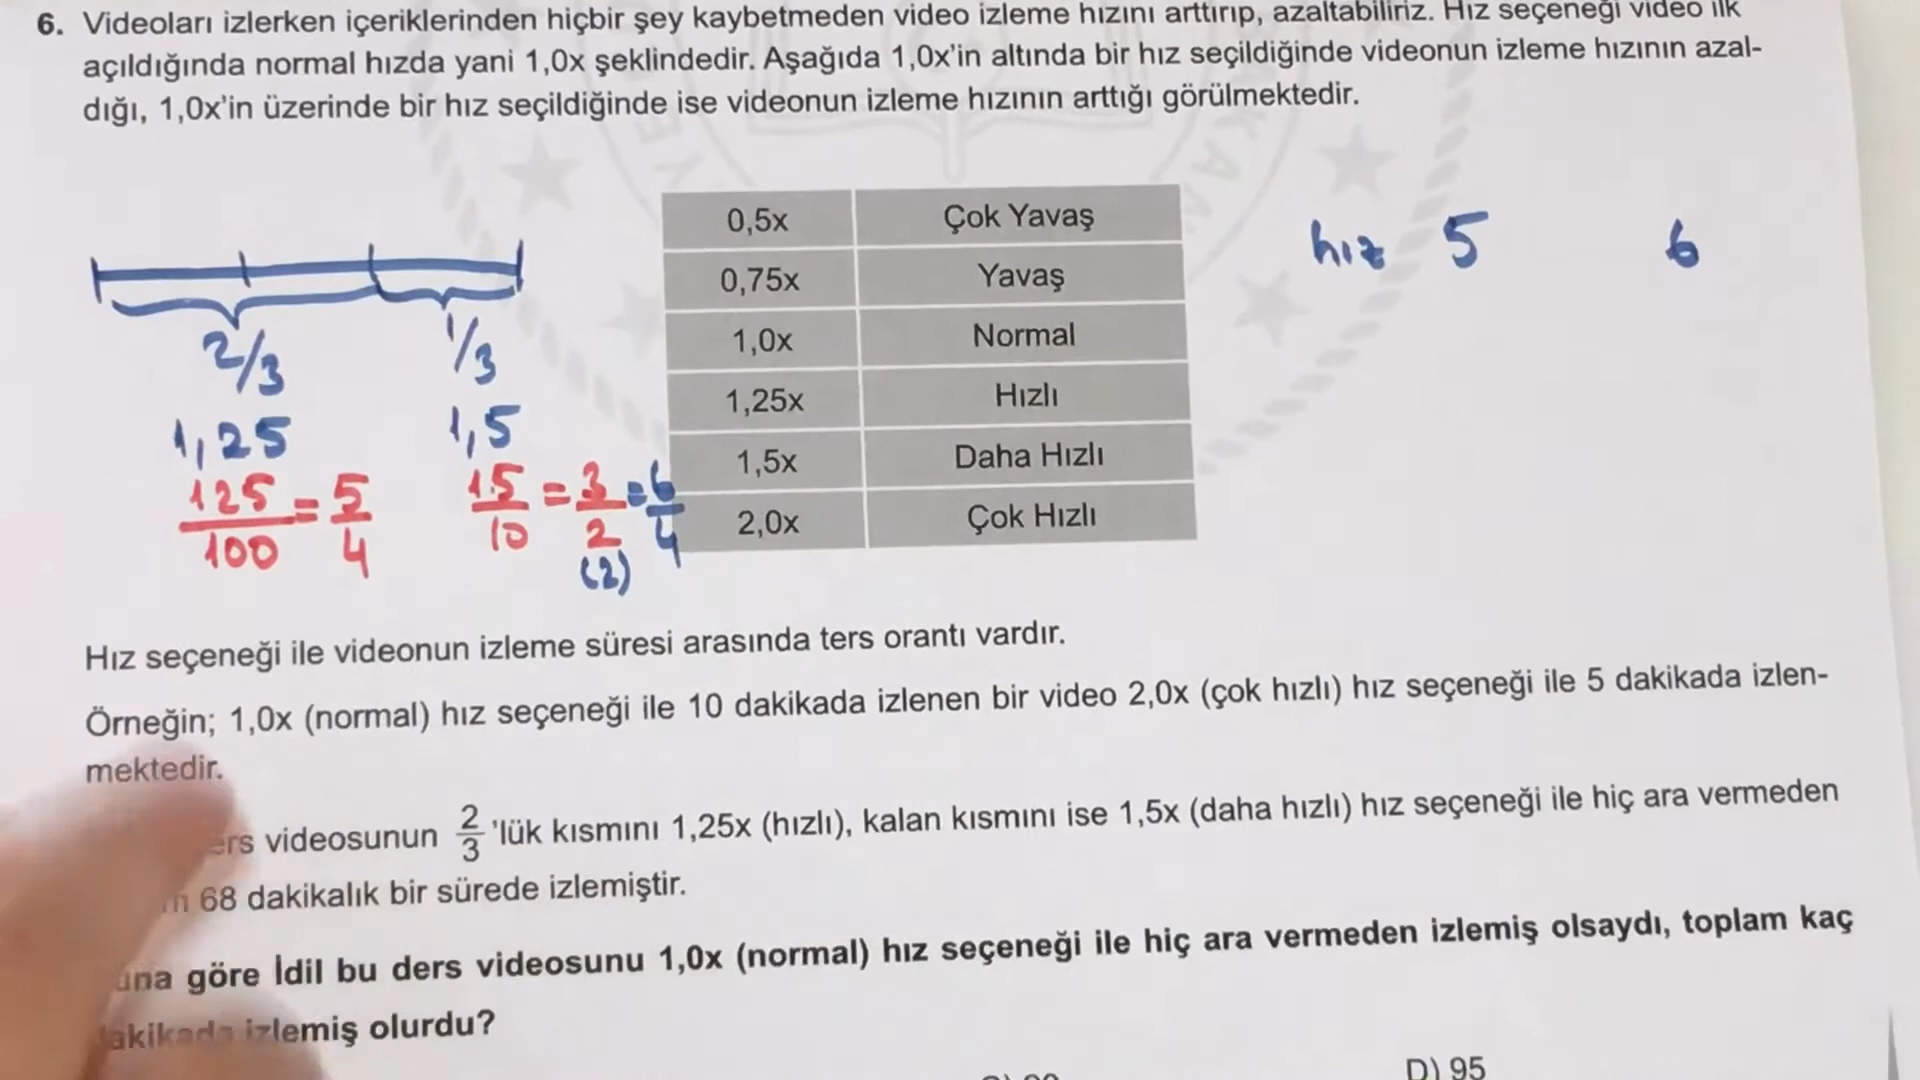 6. Videoları izlerken içeriklerinden hiçbir şey kaybetmeden video izleme hızını arttırıp, azaltabiliriz. Hız seçeneği video ilk
açıldığında normal hızda yani 1,0x şeklindedir. Aşağıda 1,0x'in altında bir hız seçildiğinde videonun izleme hızının azal-
dığı, 1,0x'in üzerinde bir hız seçildiğinde ise videonun izleme hızının arttığı görülmektedir.
0,5x Çok Yavaş
0,75x Yavaş
1,0x Normal
1,25x Hızlı
1,5x Daha Hızlı
2,0x Çok Hızlı
hız 5 6
2/3 1/3
1,25 1,5
125/100 = 5/4 15/10 = 3/2 = 6/4
(2)
Hız seçeneği ile videonun izleme süresi arasında ters orantı vardır.
Örneğin; 1,0x (normal) hız seçeneği ile 10 dakikada izlenen bir video 2,0x (çok hızlı) hız seçeneği ile 5 dakikada izlen-
mektedir.
videosunun 2/3 'lük kısmını 1,25x (hızlı), kalan kısmını ise 1,5x (daha hızlı) hız seçeneği ile hiç ara vermeden
68 dakikalık bir sürede izlemiştir.
göre İdil bu ders videosunu 1,0x (normal) hız seçeneği ile hiç ara vermeden izlemiş olsaydı, toplam kaç
izlemiş olurdu?
D) 95